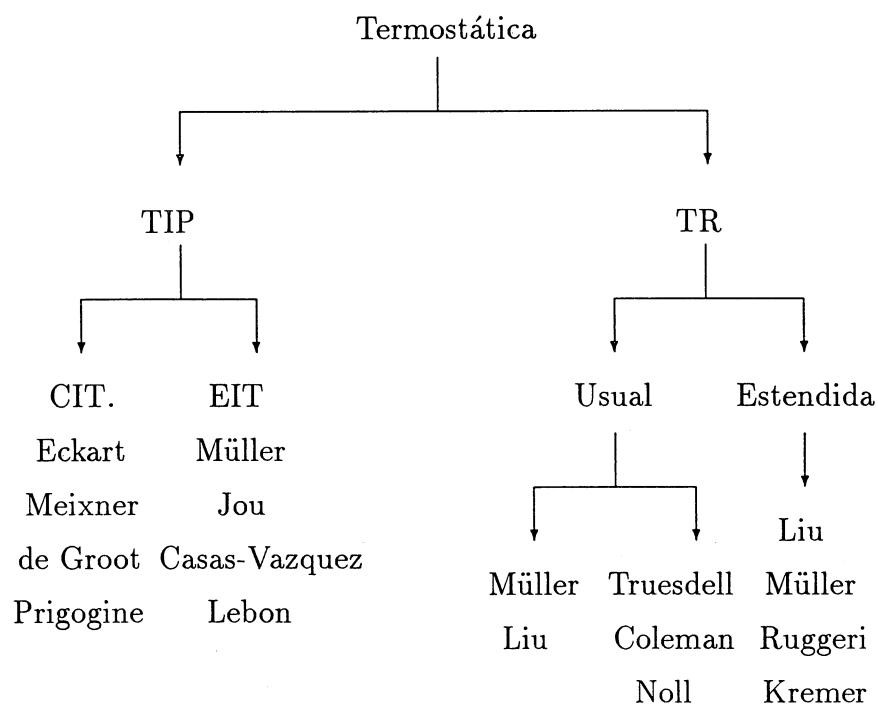 Termostática
TIP TR
CIT. EIT Usual Estendida
Eckart Müller
Meixner Jou
de Groot Casas-Vazquez
Prigogine Lebon
Liu
Müller Truesdell Müller
Liu Coleman Ruggeri
Noll Kremer